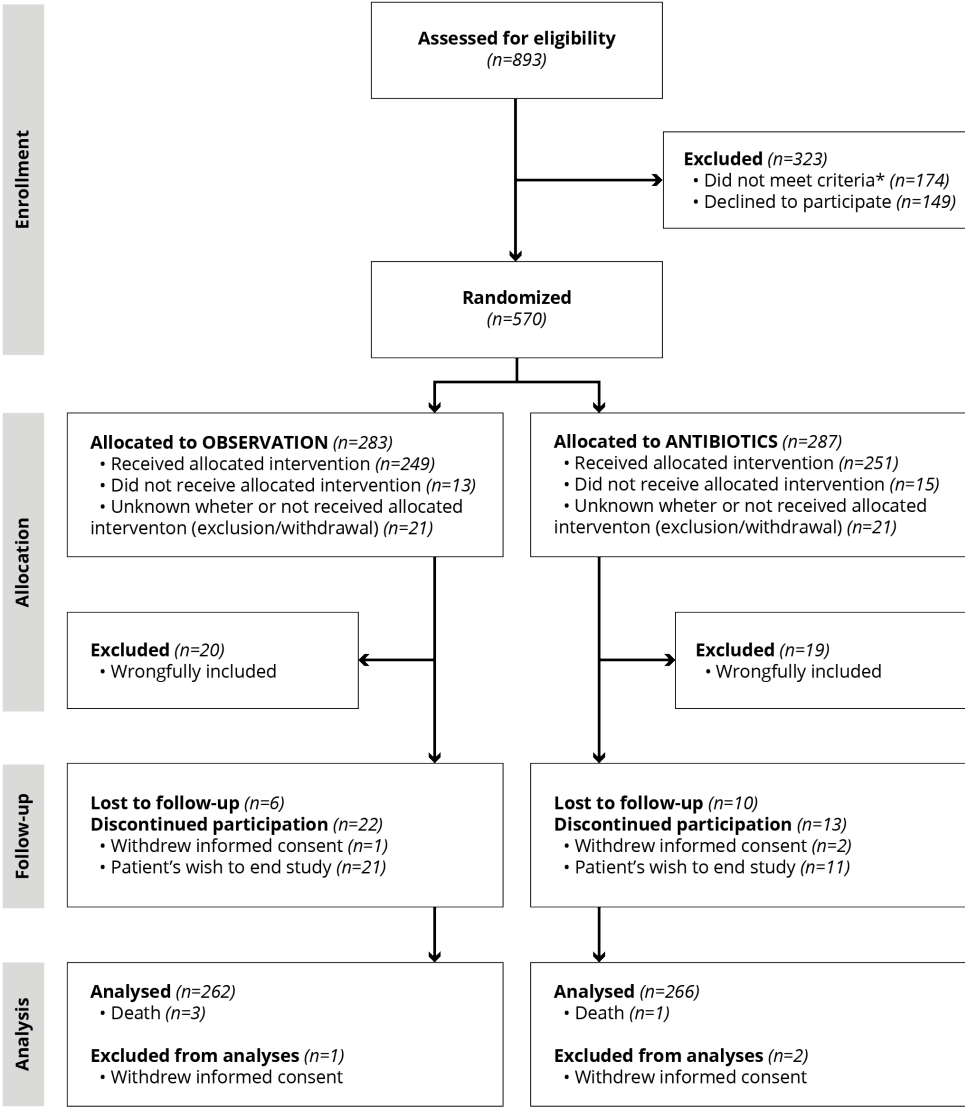 Enrollment
Assessed for eligibility
(n=893)
Excluded (n=323)
• Did not meet criteria* (n=174)
• Declined to participate (n=149)
Randomized
(n=570)
Allocation
Allocated to OBSERVATION (n=283)
• Received allocated intervention (n=249)
• Did not receive allocated intervention (n=13)
• Unknown wheter or not received allocated
interventon (exclusion/withdrawal) (n=21)
Allocated to ANTIBIOTICS (n=287)
• Received allocated intervention (n=251)
• Did not receive allocated intervention (n=15)
• Unknown wheter or not received allocated
interventon (exclusion/withdrawal) (n=21)
Excluded (n=20)
• Wrongfully included
Excluded (n=19)
• Wrongfully included
Follow-up
Lost to follow-up (n=6)
Discontinued participation (n=22)
• Withdrew informed consent (n=1)
• Patient’s wish to end study (n=21)
Lost to follow-up (n=10)
Discontinued participation (n=13)
• Withdrew informed consent (n=2)
• Patient’s wish to end study (n=11)
Analysis
Analysed (n=262)
• Death (n=3)
Excluded from analyses (n=1)
• Withdrew informed consent
Analysed (n=266)
• Death (n=1)
Excluded from analyses (n=2)
• Withdrew informed consent